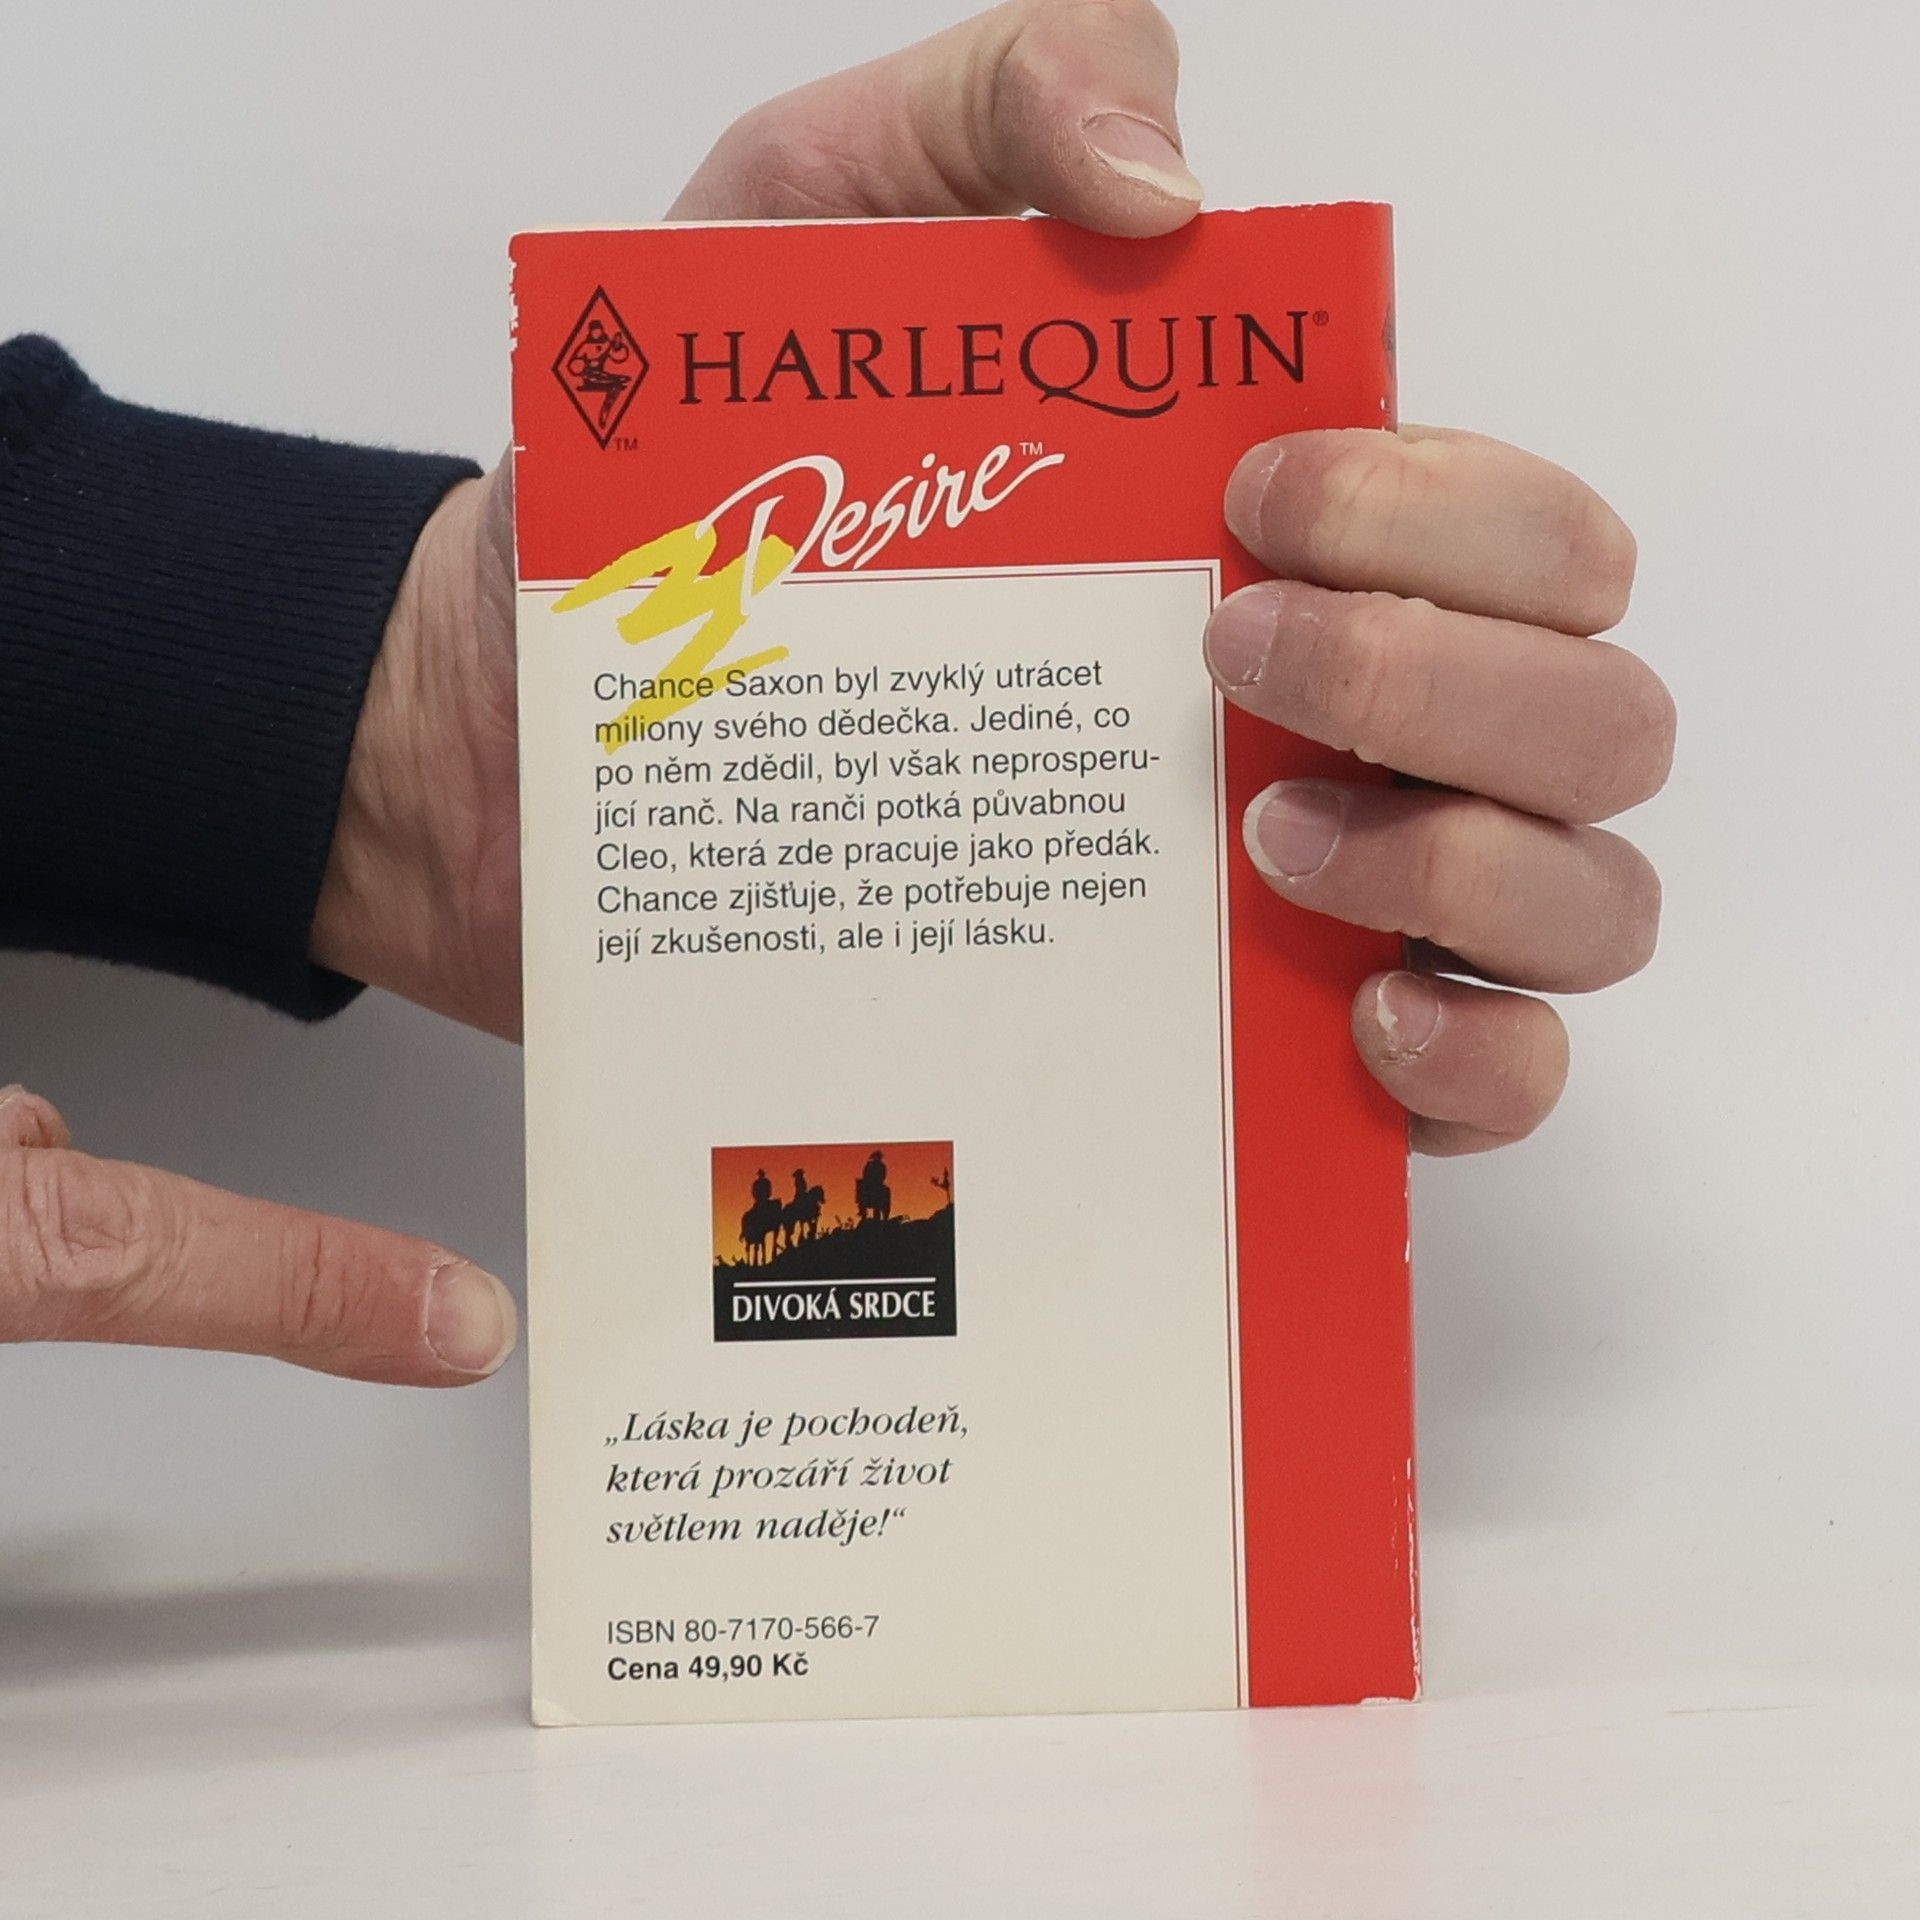 HARLEQUIN®
TM
Desire™
Chance Saxon byl zvyklý utrácet
miliony svého dědečka. Jediné, co
po něm zdědil, byl však neprosperu-
jící ranč. Na ranči potká půvabnou
Cleo, která zde pracuje jako předák.
Chance zjišťuje, že potřebuje nejen
její zkušenosti, ale i její lásku.
DIVOKÁ SRDCE
„Láska je pochodeň,
která prozáří život
světlem naděje!“
ISBN 80-7170-566-7
Cena 49,90 Kč